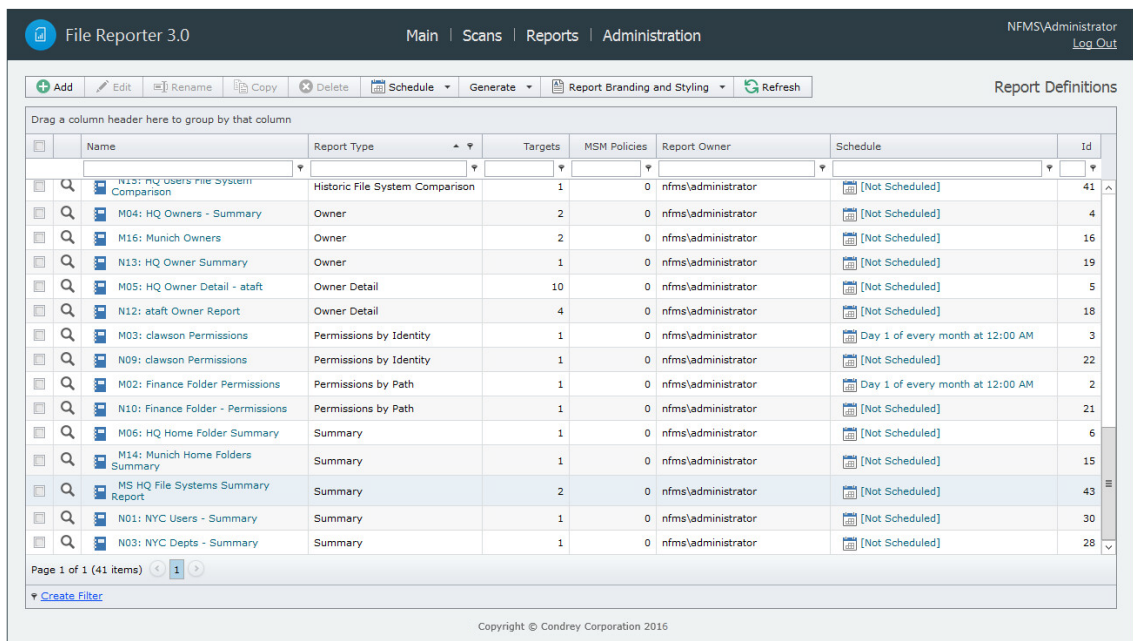 File Reporter 3.0
Main | Scans | Reports | Administration
NFMS\Administrator
Log Out
Add Edit Rename Copy Delete Schedule Generate Report Branding and Styling Refresh
Report Definitions
Drag a column header here to group by that column
Name Report Type Targets MSM Policies Report Owner Schedule Id
N15: HQ Users File System Comparison Historic File System Comparison 1 0 nfms\administrator [Not Scheduled] 41
M04: HQ Owners - Summary Owner 2 0 nfms\administrator [Not Scheduled] 4
M16: Munich Owners Owner 2 0 nfms\administrator [Not Scheduled] 16
N13: HQ Owner Summary Owner 1 0 nfms\administrator [Not Scheduled] 19
M05: HQ Owner Detail - ataft Owner Detail 10 0 nfms\administrator [Not Scheduled] 5
N12: ataft Owner Report Owner Detail 4 0 nfms\administrator [Not Scheduled] 18
M03: clawson Permissions Permissions by Identity 1 0 nfms\administrator Day 1 of every month at 12:00 AM 3
N09: clawson Permissions Permissions by Identity 1 0 nfms\administrator [Not Scheduled] 22
M02: Finance Folder Permissions Permissions by Path 1 0 nfms\administrator Day 1 of every month at 12:00 AM 2
N10: Finance Folder - Permissions Permissions by Path 1 0 nfms\administrator [Not Scheduled] 21
M06: HQ Home Folder Summary Summary 1 0 nfms\administrator [Not Scheduled] 6
M14: Munich Home Folders Summary Summary 1 0 nfms\administrator [Not Scheduled] 15
MS HQ File Systems Summary Report Summary 2 0 nfms\administrator [Not Scheduled] 43
N01: NYC Users - Summary Summary 1 0 nfms\administrator [Not Scheduled] 30
N03: NYC Depts - Summary Summary 1 0 nfms\administrator [Not Scheduled] 28
Page 1 of 1 (41 items) 1
Create Filter
Copyright © Condrey Corporation 2016